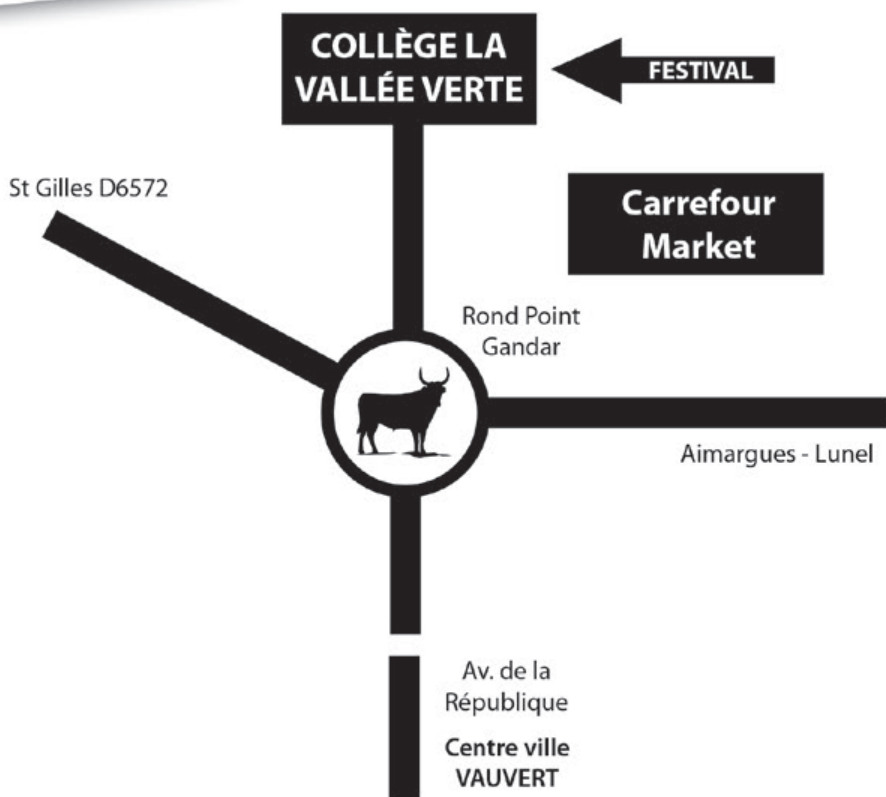 COLLÈGE LA
VALLÉE VERTE
FESTIVAL
St Gilles D6572
Carrefour
Market
Rond Point
Gandar
Aimargues - Lunel
Av. de la
République
Centre ville
VAUVERT